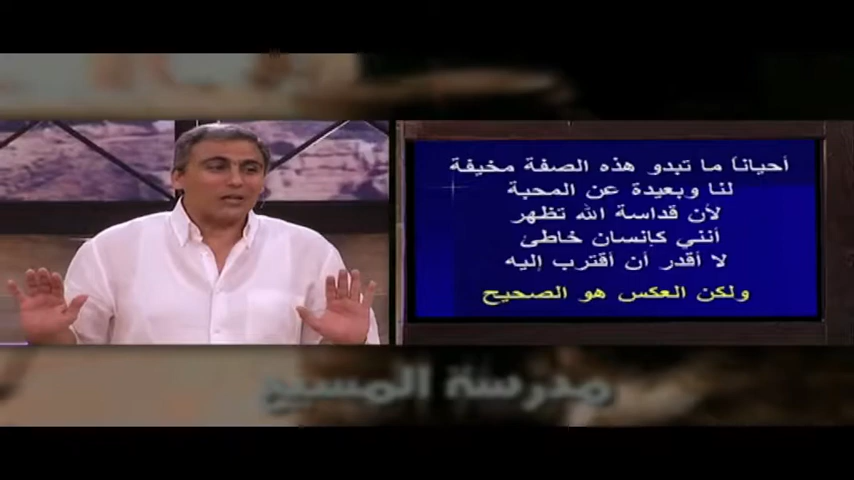 أحياناً ما تبدو هذه الصفة مخيفة
لنا وبعيدة عن المحبة
لأن قداسة الله تظهر
أنني كإنسان خاطئ
لا أقدر أن أقترب إليه
ولكن العكس هو الصحيح
مدرسة المسيح